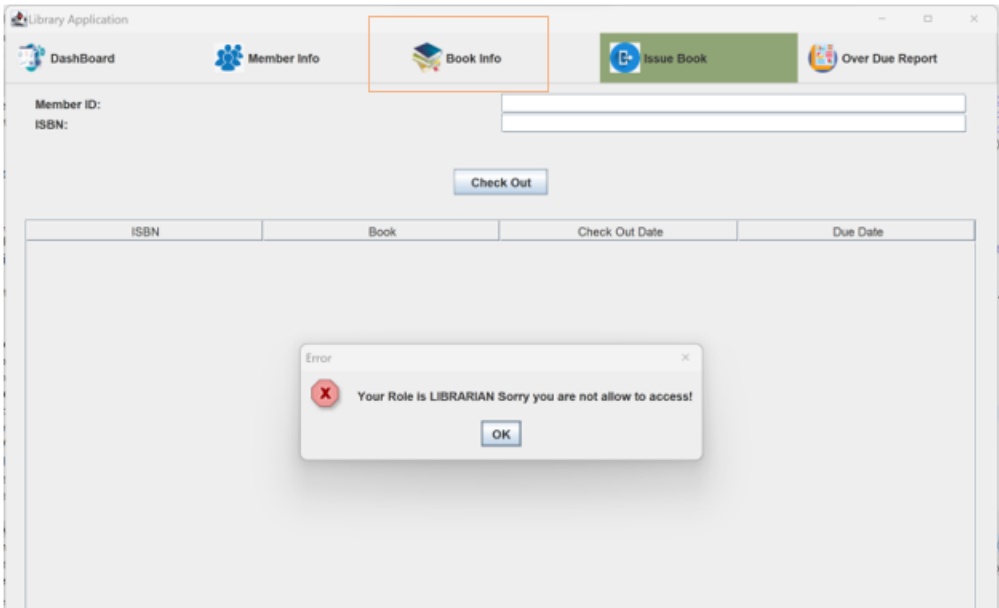 Library Application
DashBoard Member Info Book Info Issue Book Over Due Report
Member ID:
ISBN:
Check Out
ISBN Book Check Out Date Due Date
Error
Your Role is LIBRARIAN Sorry you are not allow to access!
OK